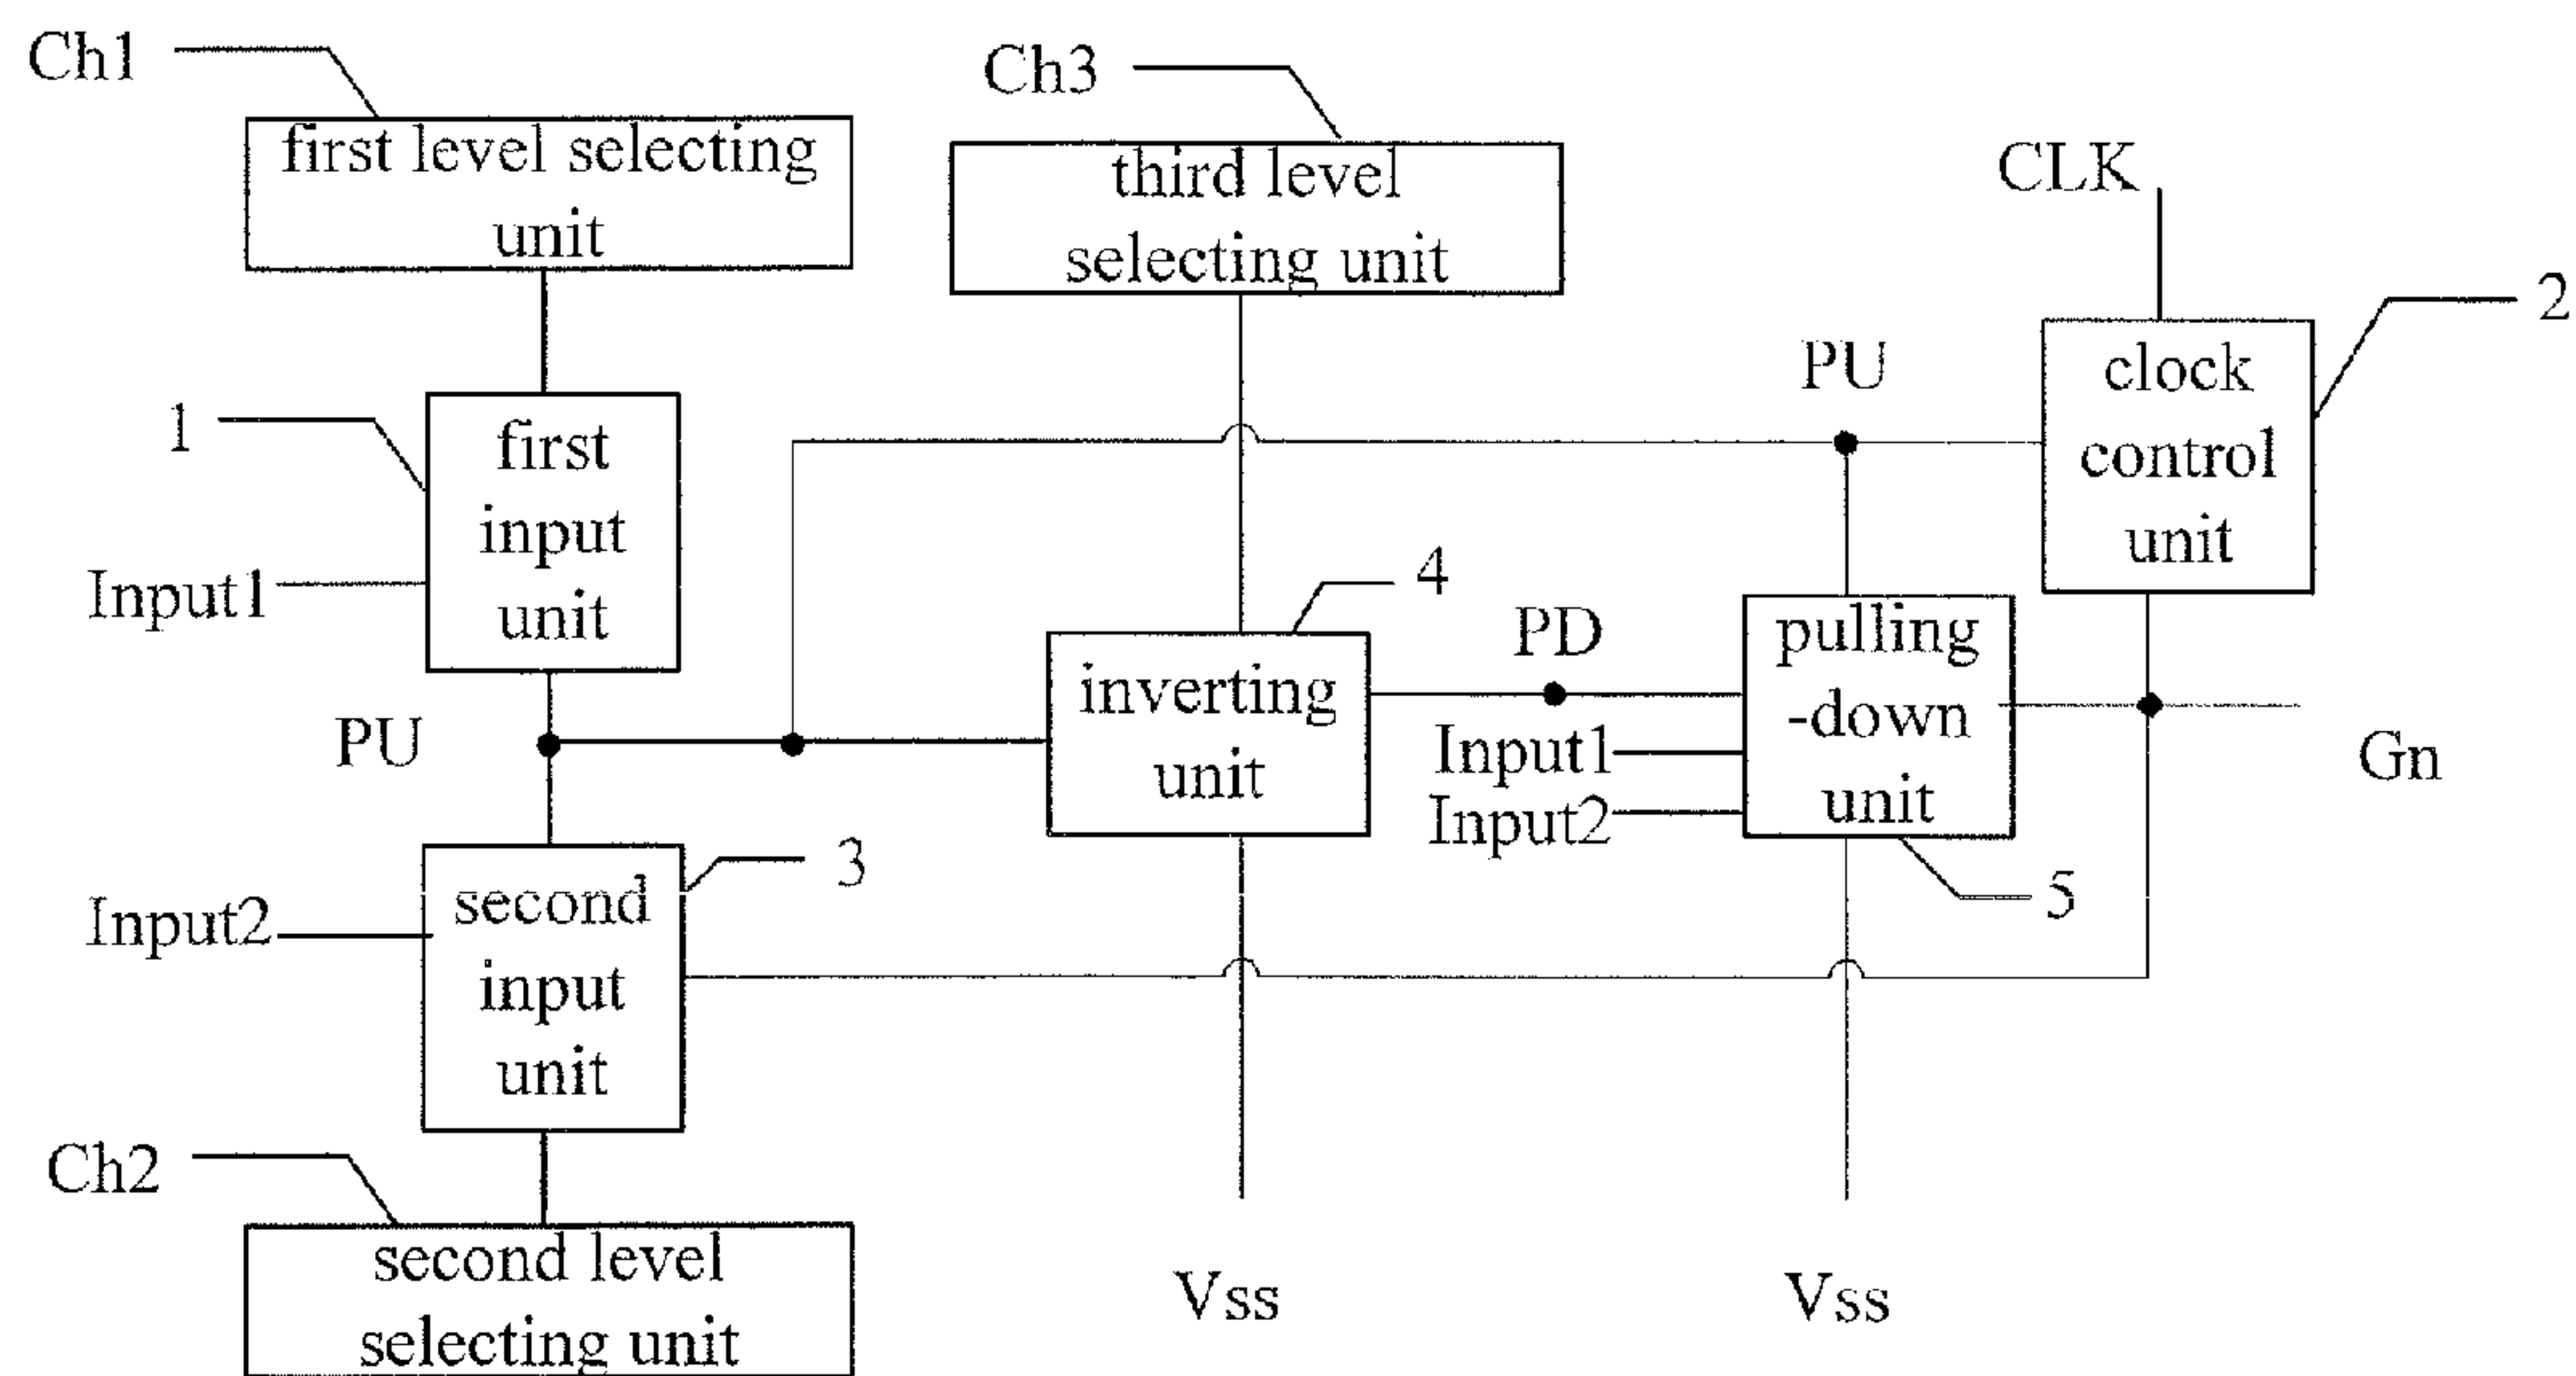 Ch1
first level selecting
unit
Ch3
third level
selecting unit
CLK
2
clock
control
unit
PU
1
first
input
unit
Input1
4
inverting
unit
PD
Input1
Input2
pulling
-down
unit
5
Gn
PU
3
second
input
unit
Input2
Ch2
second level
selecting unit
Vss
Vss